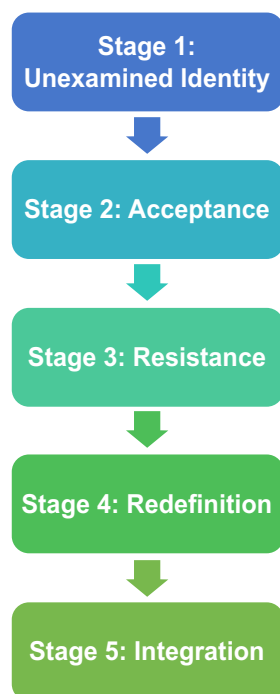 Stage 1:
Unexamined Identity
Stage 2: Acceptance
Stage 3: Resistance
Stage 4: Redefinition
Stage 5: Integration